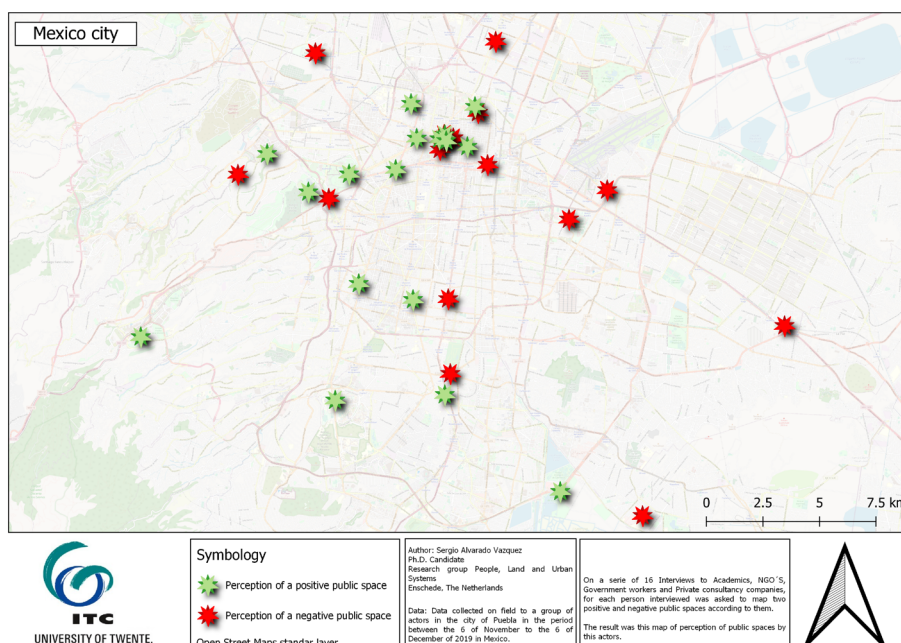 Mexico city
0 2.5 5 7.5 km
ITC
UNIVERSITY OF TWENTE.
Symbology
Perception of a positive public space
Perception of a negative public space
Open Street Maps standar layer
Author: Sergio Alvarado Vazquez
Ph.D. Candidate
Research group People, Land and Urban
Systems
Enschede, The Netherlands
Data: Data collected on field to a group of
actors in the city of Puebla in the period
between the 6 of November to the 6 of
December of 2019 in Mexico.
On a serie of 16 Interviews to Academics, NGO´S,
Government workers and Private consultancy companies,
for each person interviewed was asked to map two
positive and negative public spaces according to them.
The result was this map of perception of public spaces by
this actors.